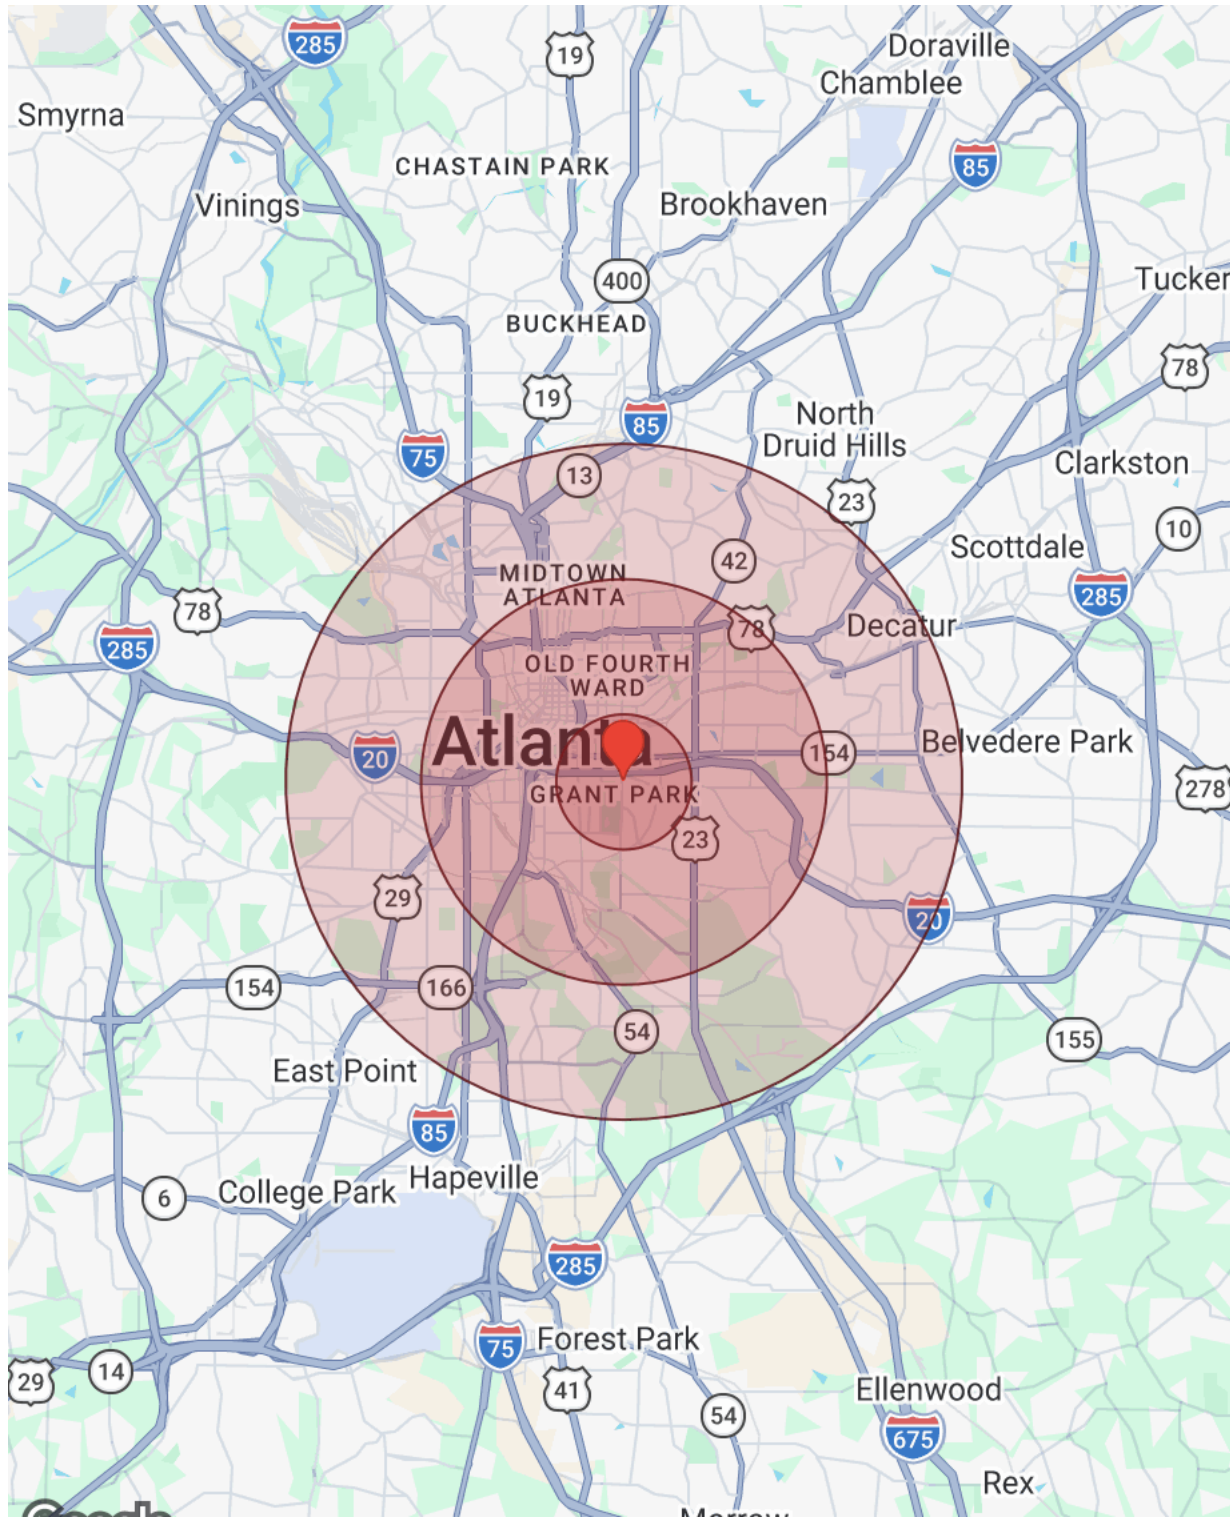 285
19
Doraville
Chamblee
Smyrna
CHASTAIN PARK
85
Vinings
Brookhaven
400
Tucker
BUCKHEAD
78
19
North
Druid Hills
85
75
Clarkston
13
23
10
Scottdale
42
MIDTOWN
ATLANTA
285
78
78
Decatur
285
OLD FOURTH
WARD
Atlanta
20
154
Belvedere Park
278
GRANT PARK
23
29
20
154
166
54
155
East Point
85
Hapeville
6
College Park
285
75
Forest Park
14
29
41
Ellenwood
54
675
Rex